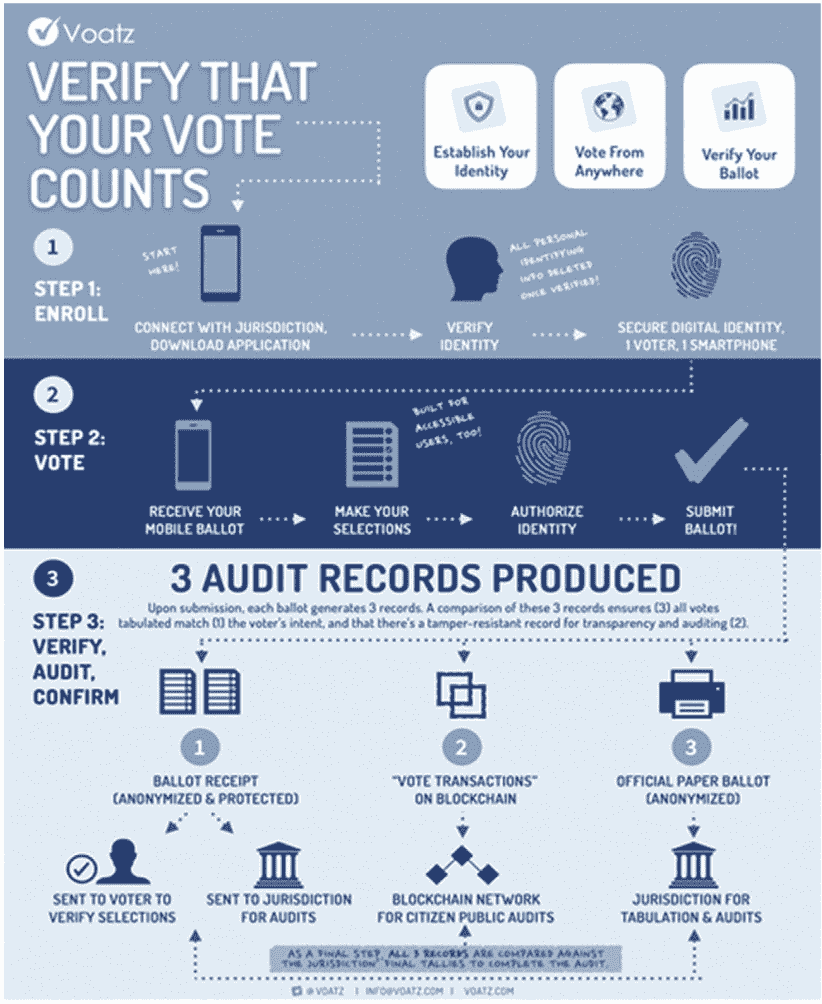 Voatz
VERIFY THAT
YOUR VOTE
COUNTS
Establish Your
Identity
Vote From
Anywhere
Verify Your
Ballot
1
STEP 1:
ENROLL
START
HERE!
CONNECT WITH JURISDICTION,
DOWNLOAD APPLICATION
ALL PERSONAL
IDENTIFYING
INFO DELETED
ONCE VERIFIED!
VERIFY
IDENTITY
SECURE DIGITAL IDENTITY,
1 VOTER, 1 SMARTPHONE
2
STEP 2:
VOTE
RECEIVE YOUR
MOBILE BALLOT
BUILT FOR
ACCESSIBLE
USERS, TOO!
MAKE YOUR
SELECTIONS
AUTHORIZE
IDENTITY
SUBMIT
BALLOT!
3
STEP 3:
VERIFY,
AUDIT,
CONFIRM
3 AUDIT RECORDS PRODUCED
Upon submission, each ballot generates 3 records. A comparison of these 3 records ensures (3) all votes
tabulated match (1) the voter's intent, and that there's a tamper-resistant record for transparency and auditing (2).
1
BALLOT RECEIPT
(ANONYMIZED & PROTECTED)
2
"VOTE TRANSACTIONS"
ON BLOCKCHAIN
3
OFFICIAL PAPER BALLOT
(ANONYMIZED)
SENT TO VOTER TO
VERIFY SELECTIONS
SENT TO JURISDICTION
FOR AUDITS
BLOCKCHAIN NETWORK
FOR CITIZEN PUBLIC AUDITS
JURISDICTION FOR
TABULATION & AUDITS
AS A FINAL STEP, ALL 3 RECORDS ARE COMPARED AGAINST
THE JURISDICTION' FINAL TALLIES TO COMPLETE THE AUDIT.
@VOATZ | INFO@VOATZ.COM | VOATZ.COM